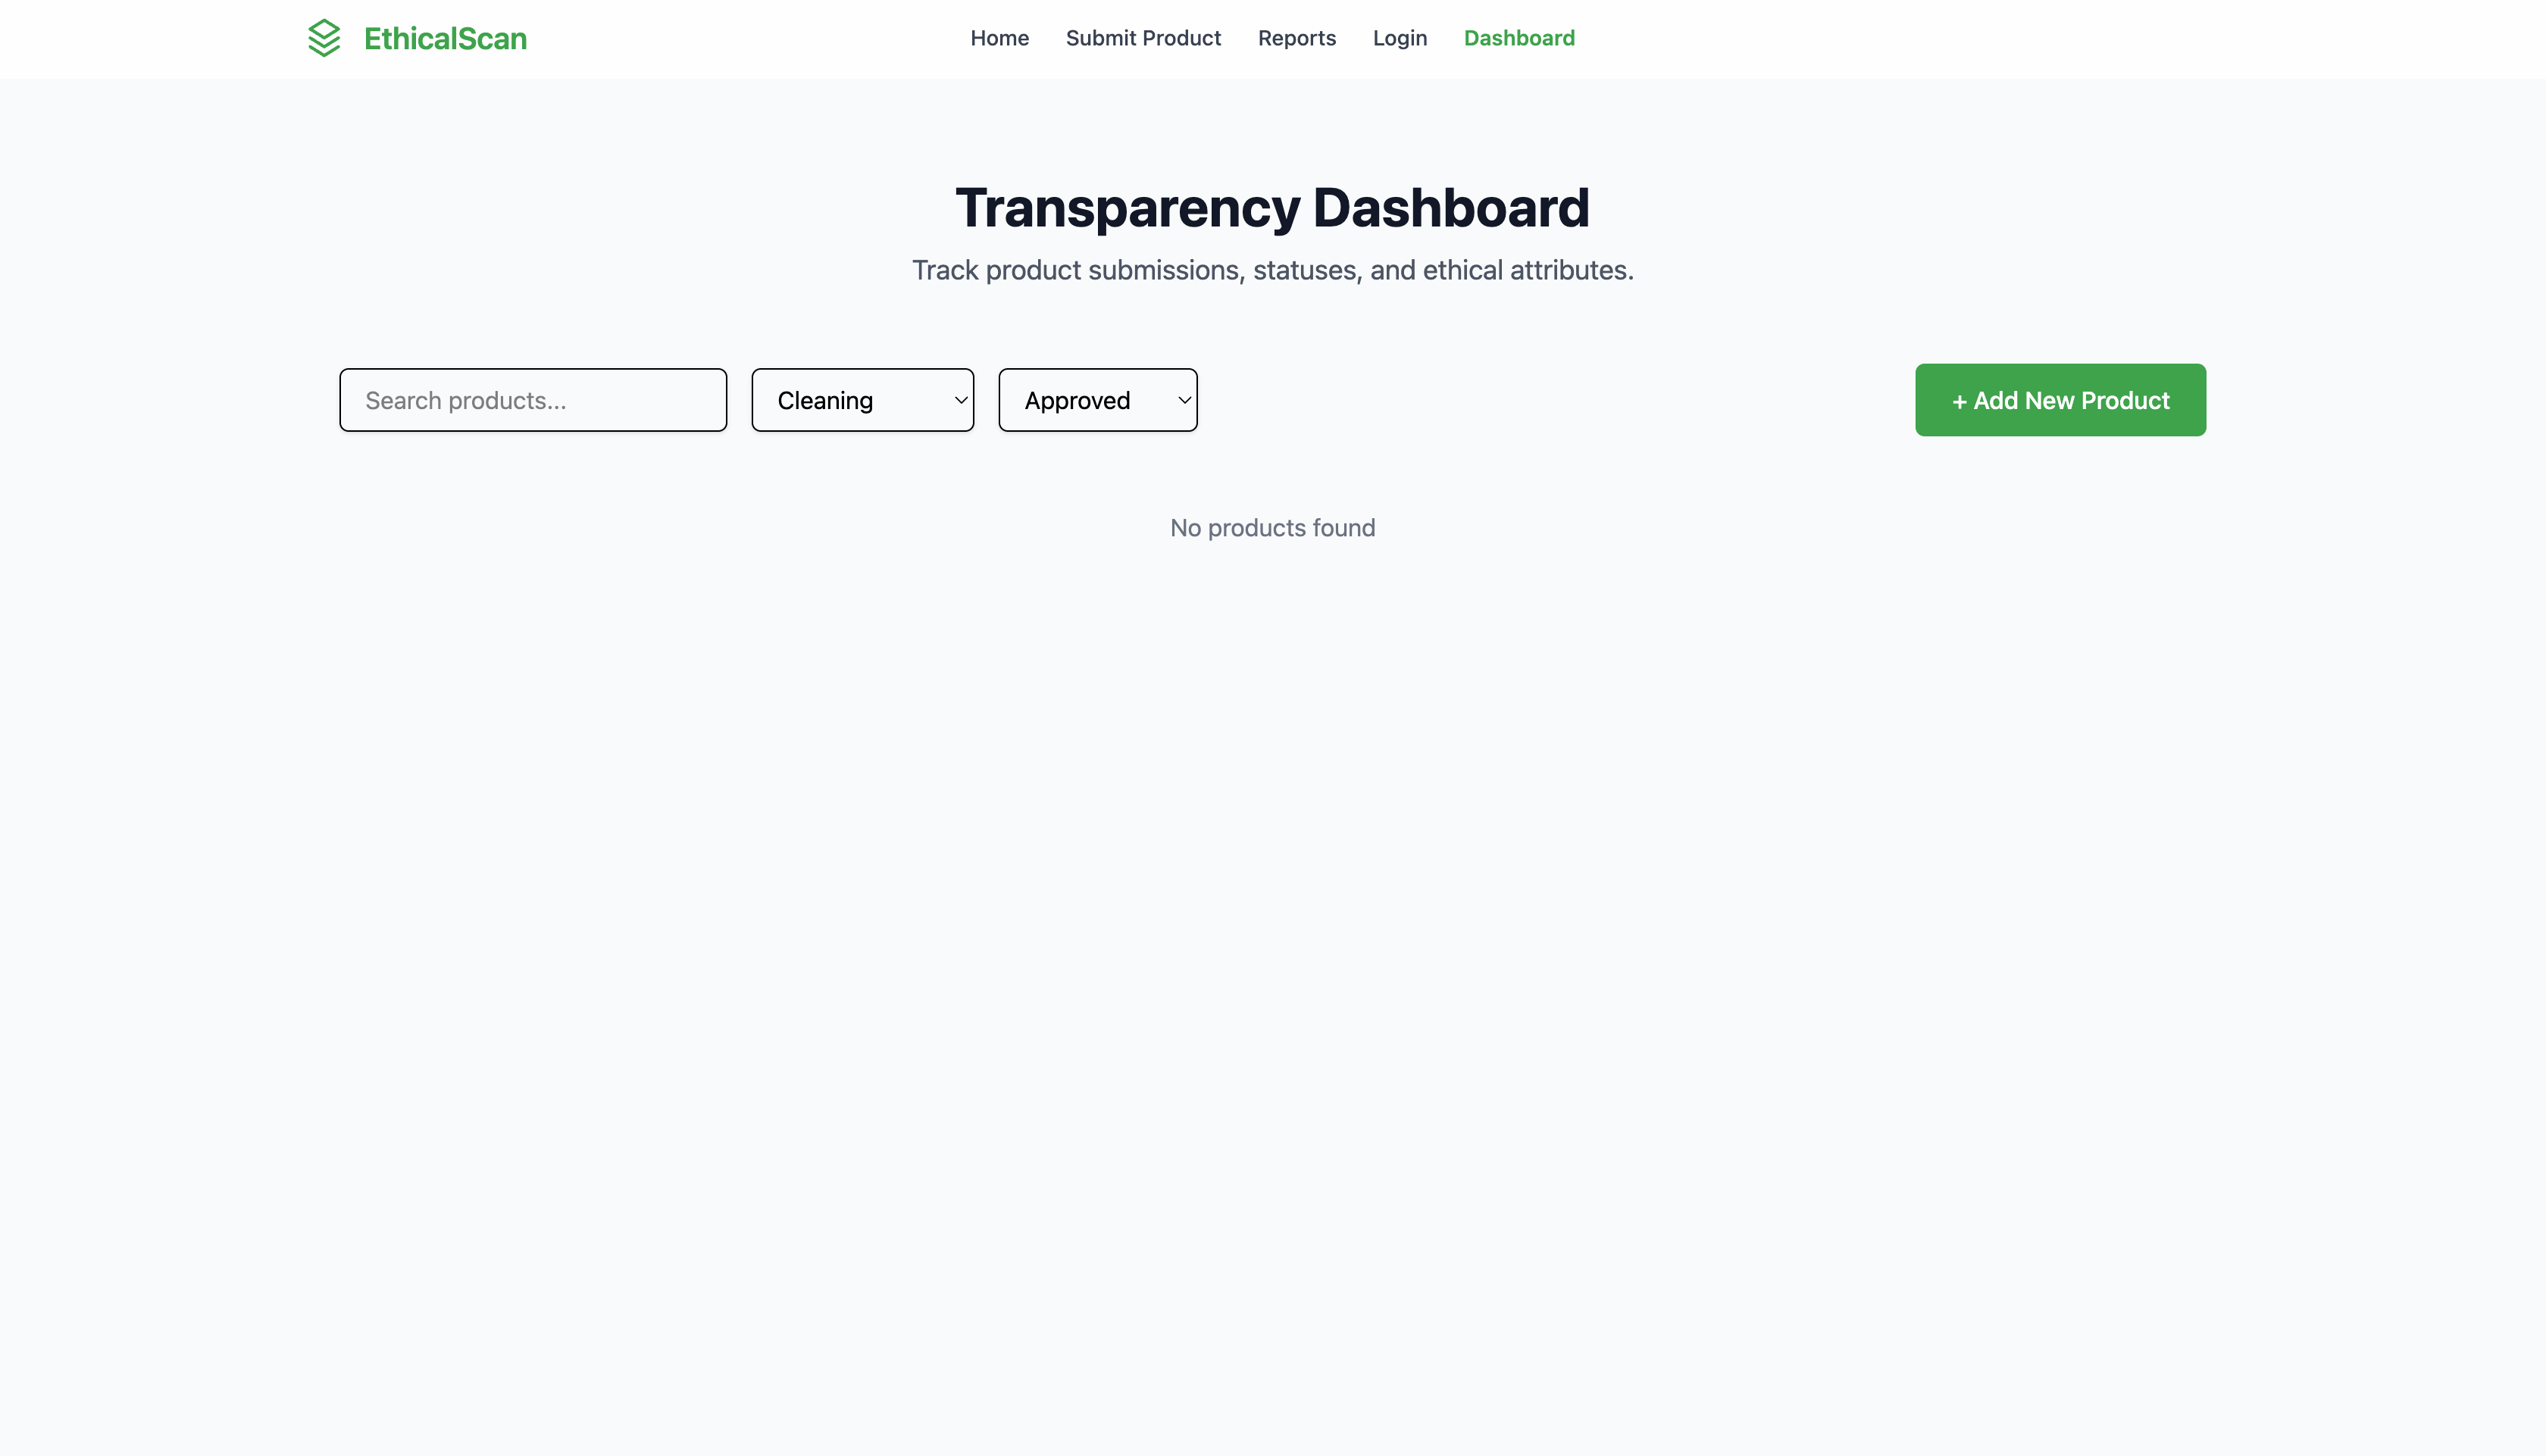 EthicalScan
Home Submit Product Reports Login Dashboard
Transparency Dashboard
Track product submissions, statuses, and ethical attributes.
Search products... Cleaning Approved + Add New Product
No products found